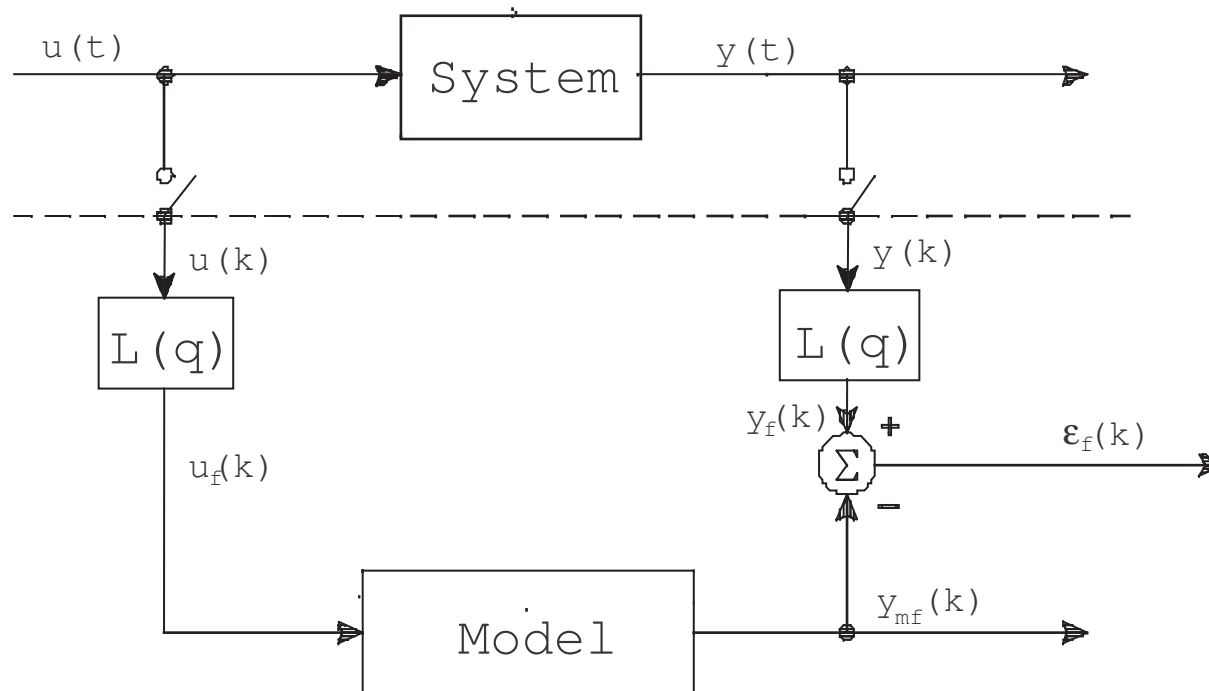 u(t)
System
y(t)
u(k)
y(k)
L(q)
L(q)
y_f(k)
+
ε_f(k)
u_f(k)
Σ
−
y_mf(k)
Model